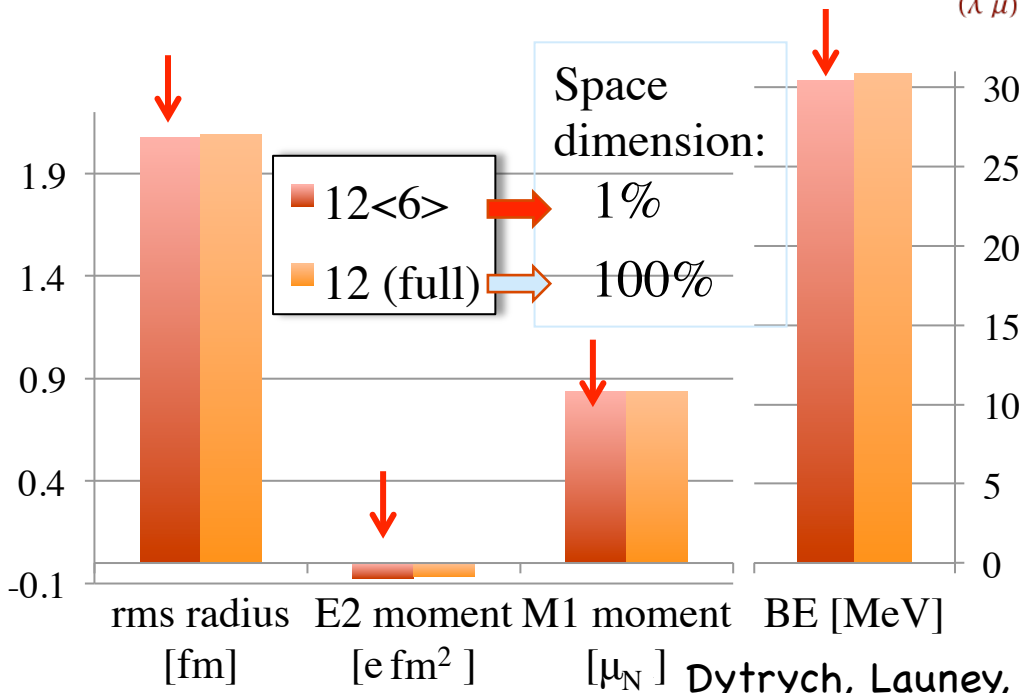 (λ μ)
Space
dimension:
1%
100%
12<6>
12 (full)
1.9
1.4
0.9
0.4
-0.1
30
25
20
15
10
5
0
rms radius
[fm]
E2 moment
[e fm²]
M1 moment
[μ_N]
BE [MeV]
Dytrych, Launey,